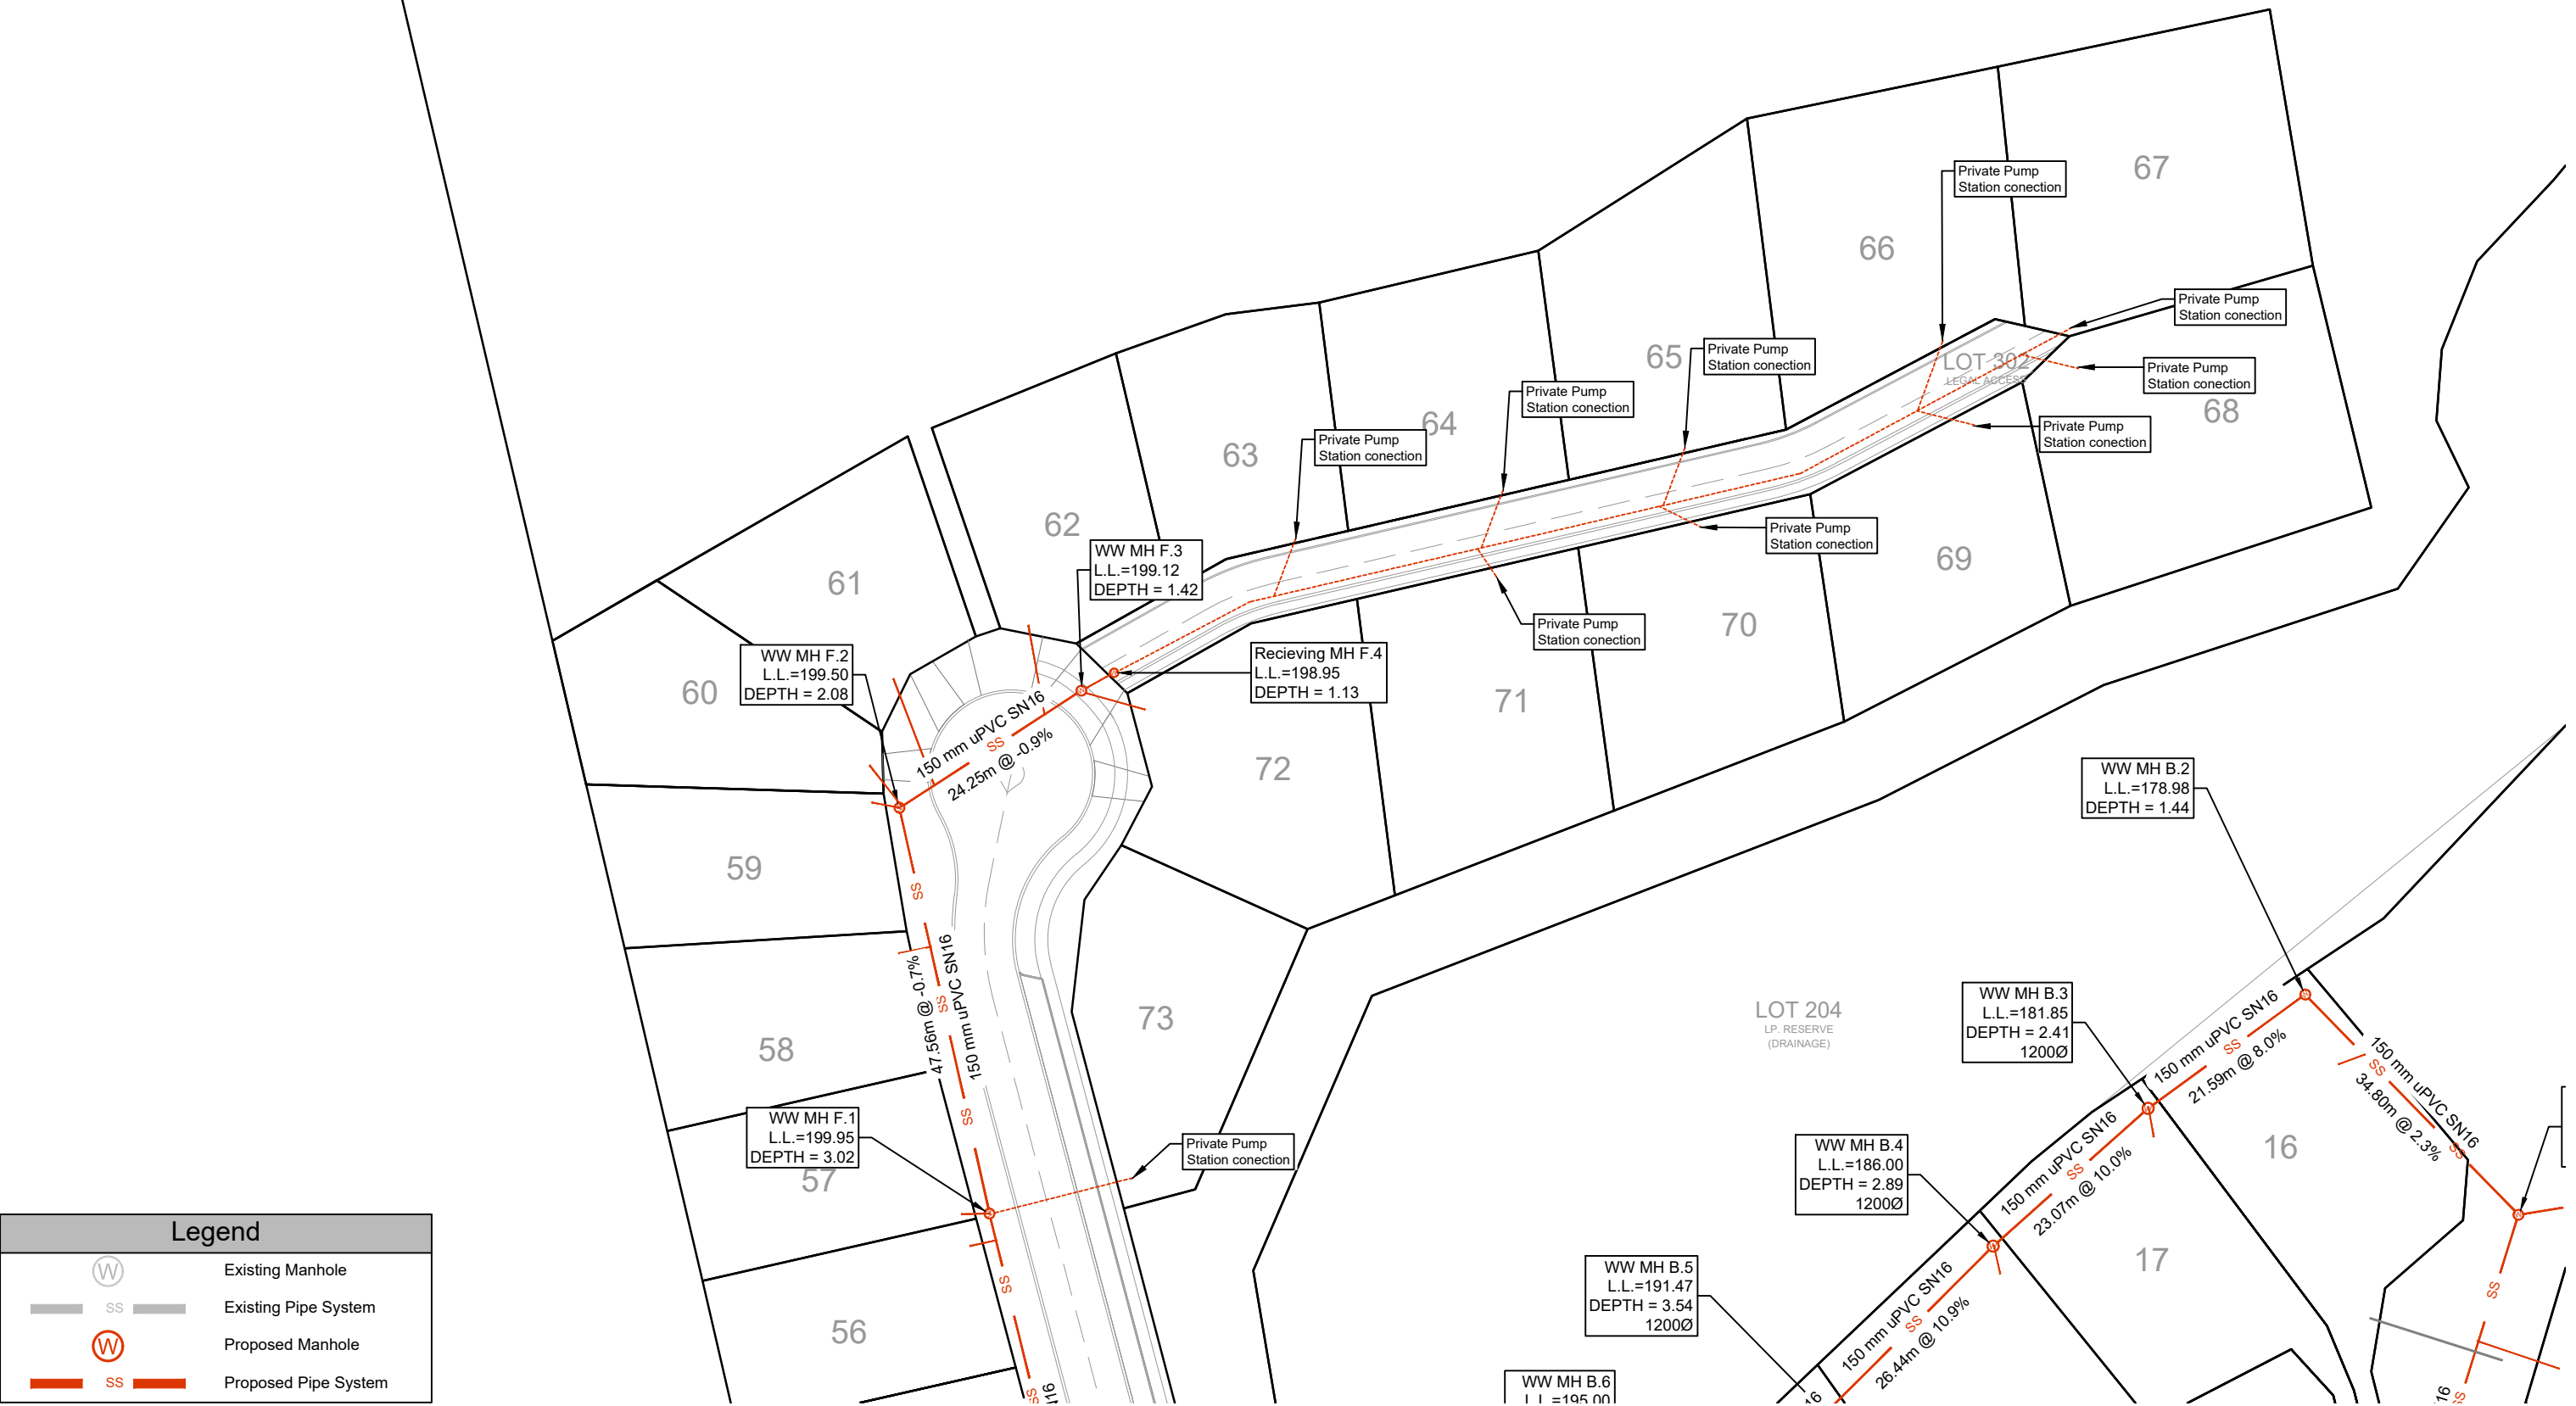 67
Private Pump
Station conection
66
Private Pump
Station conection
65
Private Pump
Station conection
LOT 302
LEGAL ACCESS
Private Pump
Station conection
68
Private Pump
Station conection
64
Private Pump
Station conection
63
Private Pump
Station conection
62
WW MH F.3
L.L.=199.12
DEPTH = 1.42
Private Pump
Station conection
69
61
Private Pump
Station conection
70
WW MH F.2
L.L.=199.50
DEPTH = 2.08
Recieving MH F.4
L.L.=198.95
DEPTH = 1.13
60
71
150 mm uPVC SN16
SS
24.25m @ -0.9%
72
WW MH B.2
L.L.=178.98
DEPTH = 1.44
59
SS
47.56m @ -0.7%
SS
150 mm uPVC SN16
73
58
LOT 204
LP. RESERVE
(DRAINAGE)
WW MH B.3
L.L.=181.85
DEPTH = 2.41
1200Ø
150 mm uPVC SN16
SS
21.59m @ 8.0%
150 mm uPVC SN16
SS
34.80m @ 2.3%
SS
WW MH F.1
L.L.=199.95
DEPTH = 3.02
SS
57
Private Pump
Station conection
WW MH B.4
L.L.=186.00
DEPTH = 2.89
1200Ø
150 mm uPVC SN16
SS
23.07m @ 10.0%
16
17
WW MH B.5
L.L.=191.47
DEPTH = 3.54
1200Ø
150 mm uPVC SN16
SS
26.44m @ 10.9%
SS
SS
56
WW MH B.6
L.L.=195.00
16
SS
16
16
SS
Legend
W
Existing Manhole
SS
Existing Pipe System
W
Proposed Manhole
SS
Proposed Pipe System